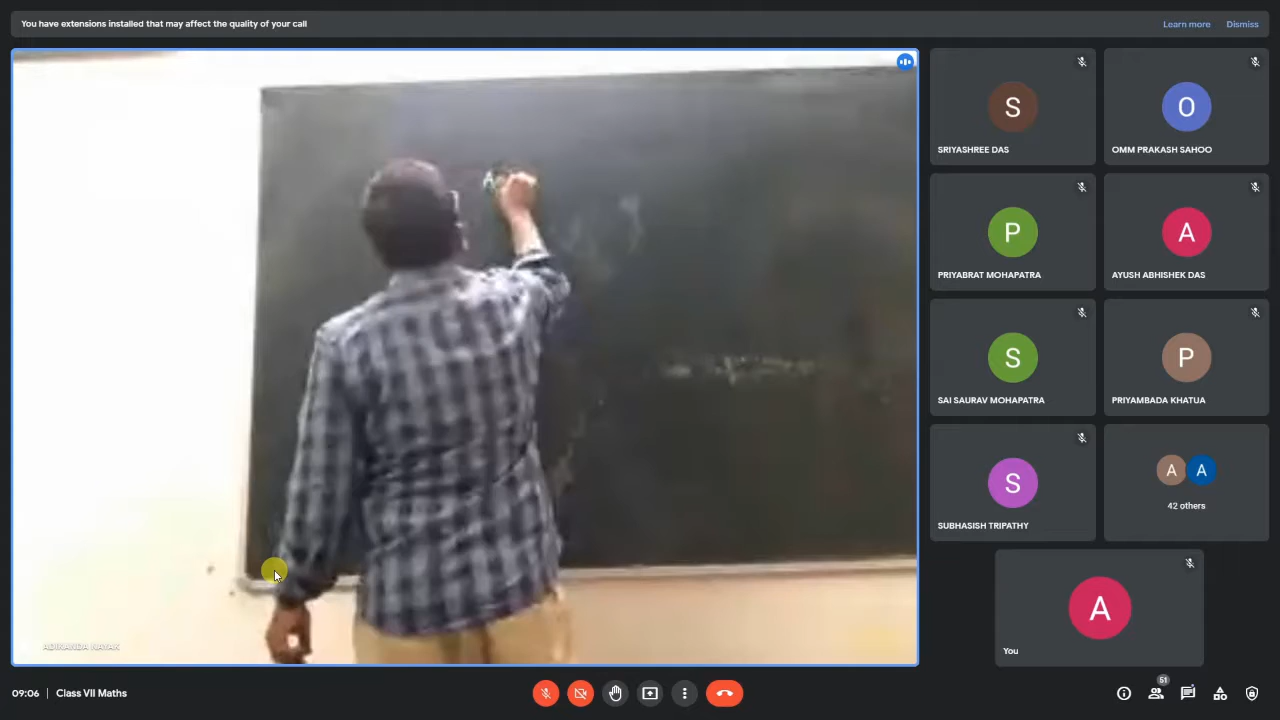 You have extensions installed that may affect the quality of your call
Learn more
Dismiss
S
SRIYASHREE DAS
O
OMM PRAKASH SAHOO
P
PRIYABRAT MOHAPATRA
A
AYUSH ABHISHEK DAS
S
SAI SAURAV MOHAPATRA
P
PRIYAMBADA KHATUA
S
SUBHASISH TRIPATHY
A A
42 others
A
You
ADIKANDA NAYAK
09:06 | Class VII Maths
51